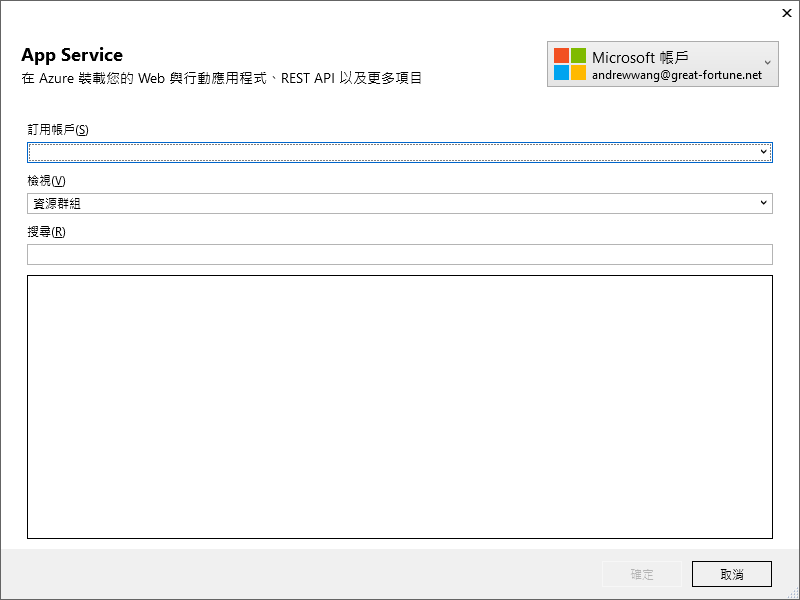 App Service
在 Azure 裝載您的 Web 與行動應用程式、REST API 以及更多項目
Microsoft 帳戶
andrewwang@great-fortune.net
訂用帳戶(S)
檢視(V)
資源群組
搜尋(R)
確定
取消